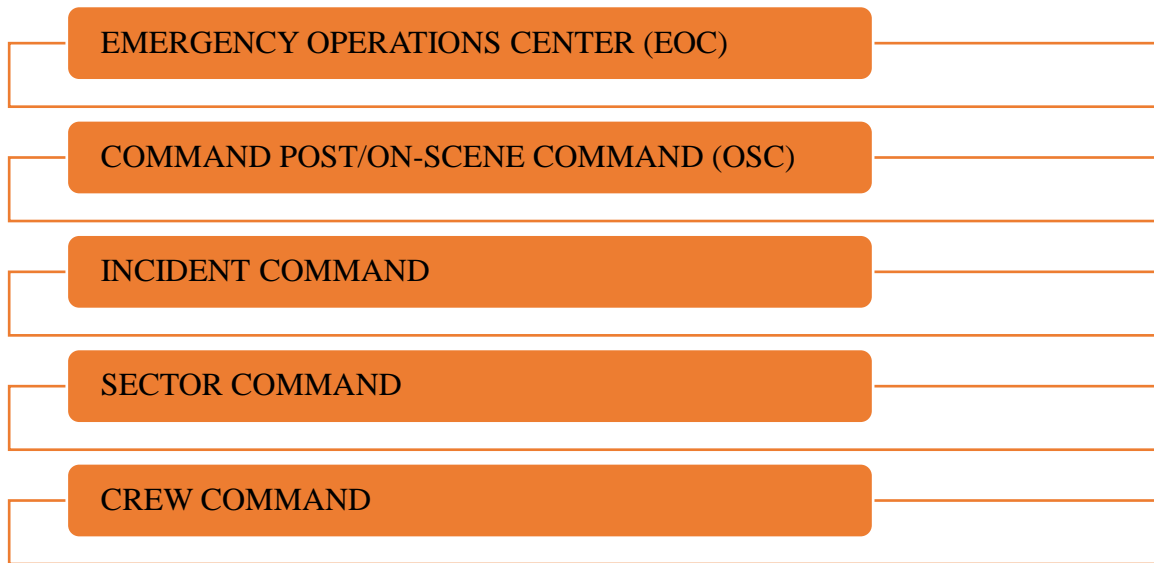 EMERGENCY OPERATIONS CENTER (EOC)
COMMAND POST/ON-SCENE COMMAND (OSC)
INCIDENT COMMAND
SECTOR COMMAND
CREW COMMAND